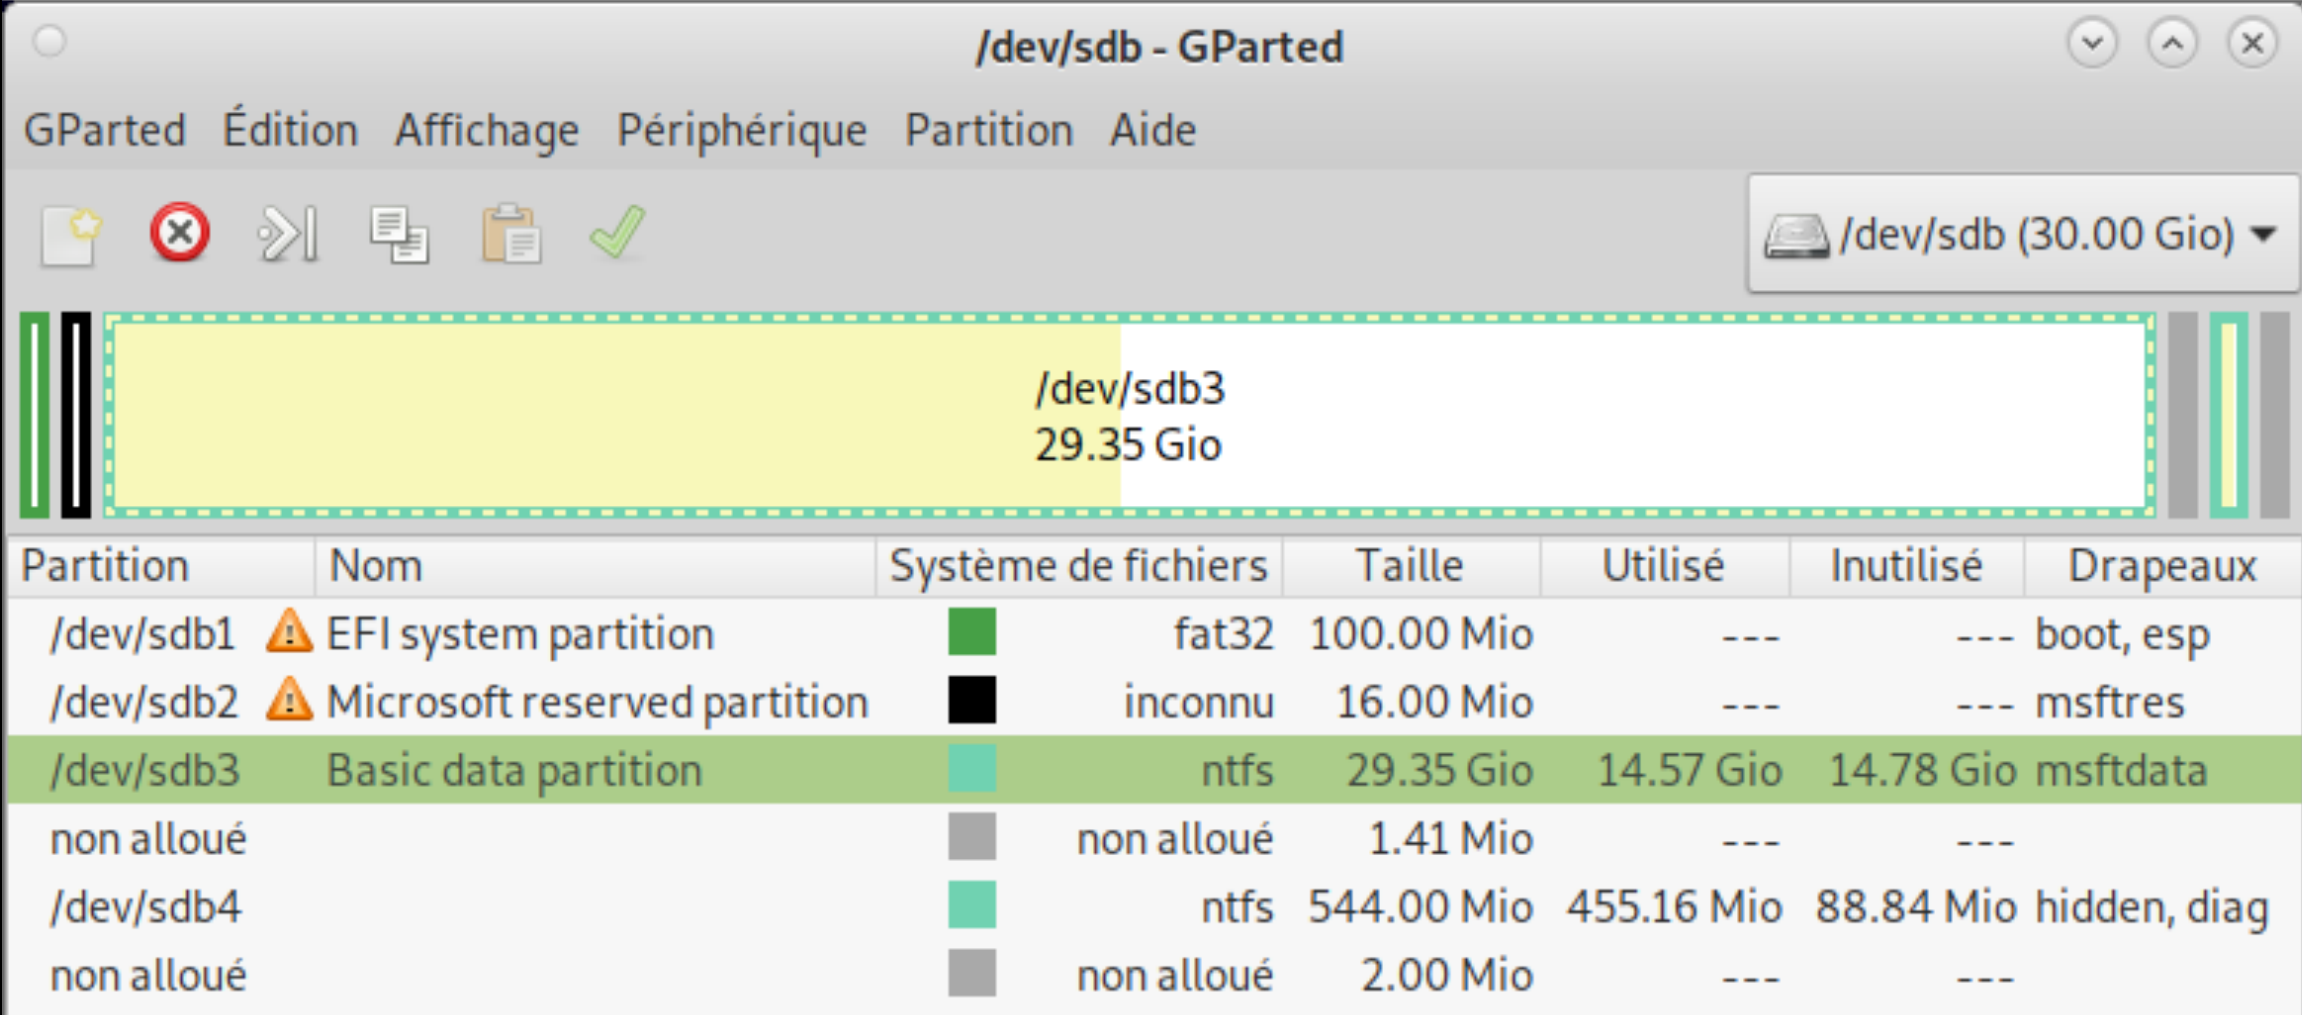 /dev/sdb - GParted
GParted Édition Affichage Périphérique Partition Aide
/dev/sdb (30.00 Gio)
/dev/sdb3
29.35 Gio
Partition Nom Système de fichiers Taille Utilisé Inutilisé Drapeaux
/dev/sdb1 EFI system partition fat32 100.00 Mio --- --- boot, esp
/dev/sdb2 Microsoft reserved partition inconnu 16.00 Mio --- --- msftres
/dev/sdb3 Basic data partition ntfs 29.35 Gio 14.57 Gio 14.78 Gio msftdata
non alloué non alloué 1.41 Mio --- ---
/dev/sdb4 ntfs 544.00 Mio 455.16 Mio 88.84 Mio hidden, diag
non alloué non alloué 2.00 Mio --- ---